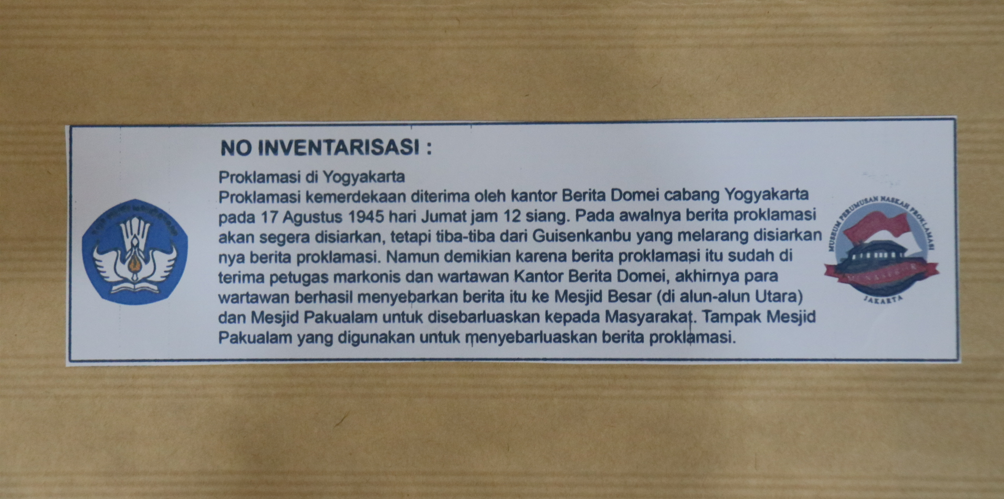 NO INVENTARISASI :
Proklamasi di Yogyakarta
Proklamasi kemerdekaan diterima oleh kantor Berita Domei cabang Yogyakarta
pada 17 Agustus 1945 hari Jumat jam 12 siang. Pada awalnya berita proklamasi
akan segera disiarkan, tetapi tiba-tiba dari Guisenkanbu yang melarang disiarkan
nya berita proklamasi. Namun demikian karena berita proklamasi itu sudah di
terima petugas markonis dan wartawan Kantor Berita Domei, akhirnya para
wartawan berhasil menyebarkan berita itu ke Mesjid Besar (di alun-alun Utara)
dan Mesjid Pakualam untuk disebarluaskan kepada Masyarakat. Tampak Mesjid
Pakualam yang digunakan untuk menyebarluaskan berita proklamasi.
MUSEUM PERUMUSAN NASKAH PROKLAMASI
JAKARTA